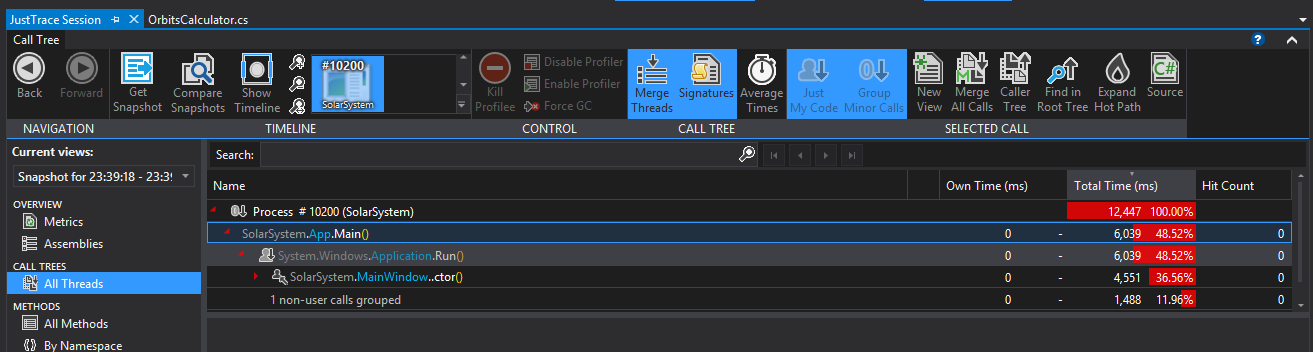 JustTrace Session OrbitsCalculator.cs
Call Tree
Back Forward Get Snapshot Compare Snapshots Show Timeline #10200 SolarSystem Kill Profilee Disable Profiler Enable Profiler Force GC Merge Threads Signatures Average Times Just My Code Group Minor Calls New View Merge All Calls Caller Tree Find in Root Tree Expand Hot Path C# Source
NAVIGATION TIMELINE CONTROL CALL TREE SELECTED CALL
Current views:
Snapshot for 23:39:18 - 23:39
OVERVIEW
Metrics
Assemblies
CALL TREES
All Threads
METHODS
All Methods
By Namespace
Search:
Name Own Time (ms) Total Time (ms) Hit Count
Process # 10200 (SolarSystem) 12,447 100.00%
SolarSystem.App.Main() 0 - 6,039 48.52% 0
System.Windows.Application.Run() 0 - 6,039 48.52% 0
SolarSystem.MainWindow..ctor() 0 - 4,551 36.56% 0
1 non-user calls grouped 0 - 1,488 11.96% 0